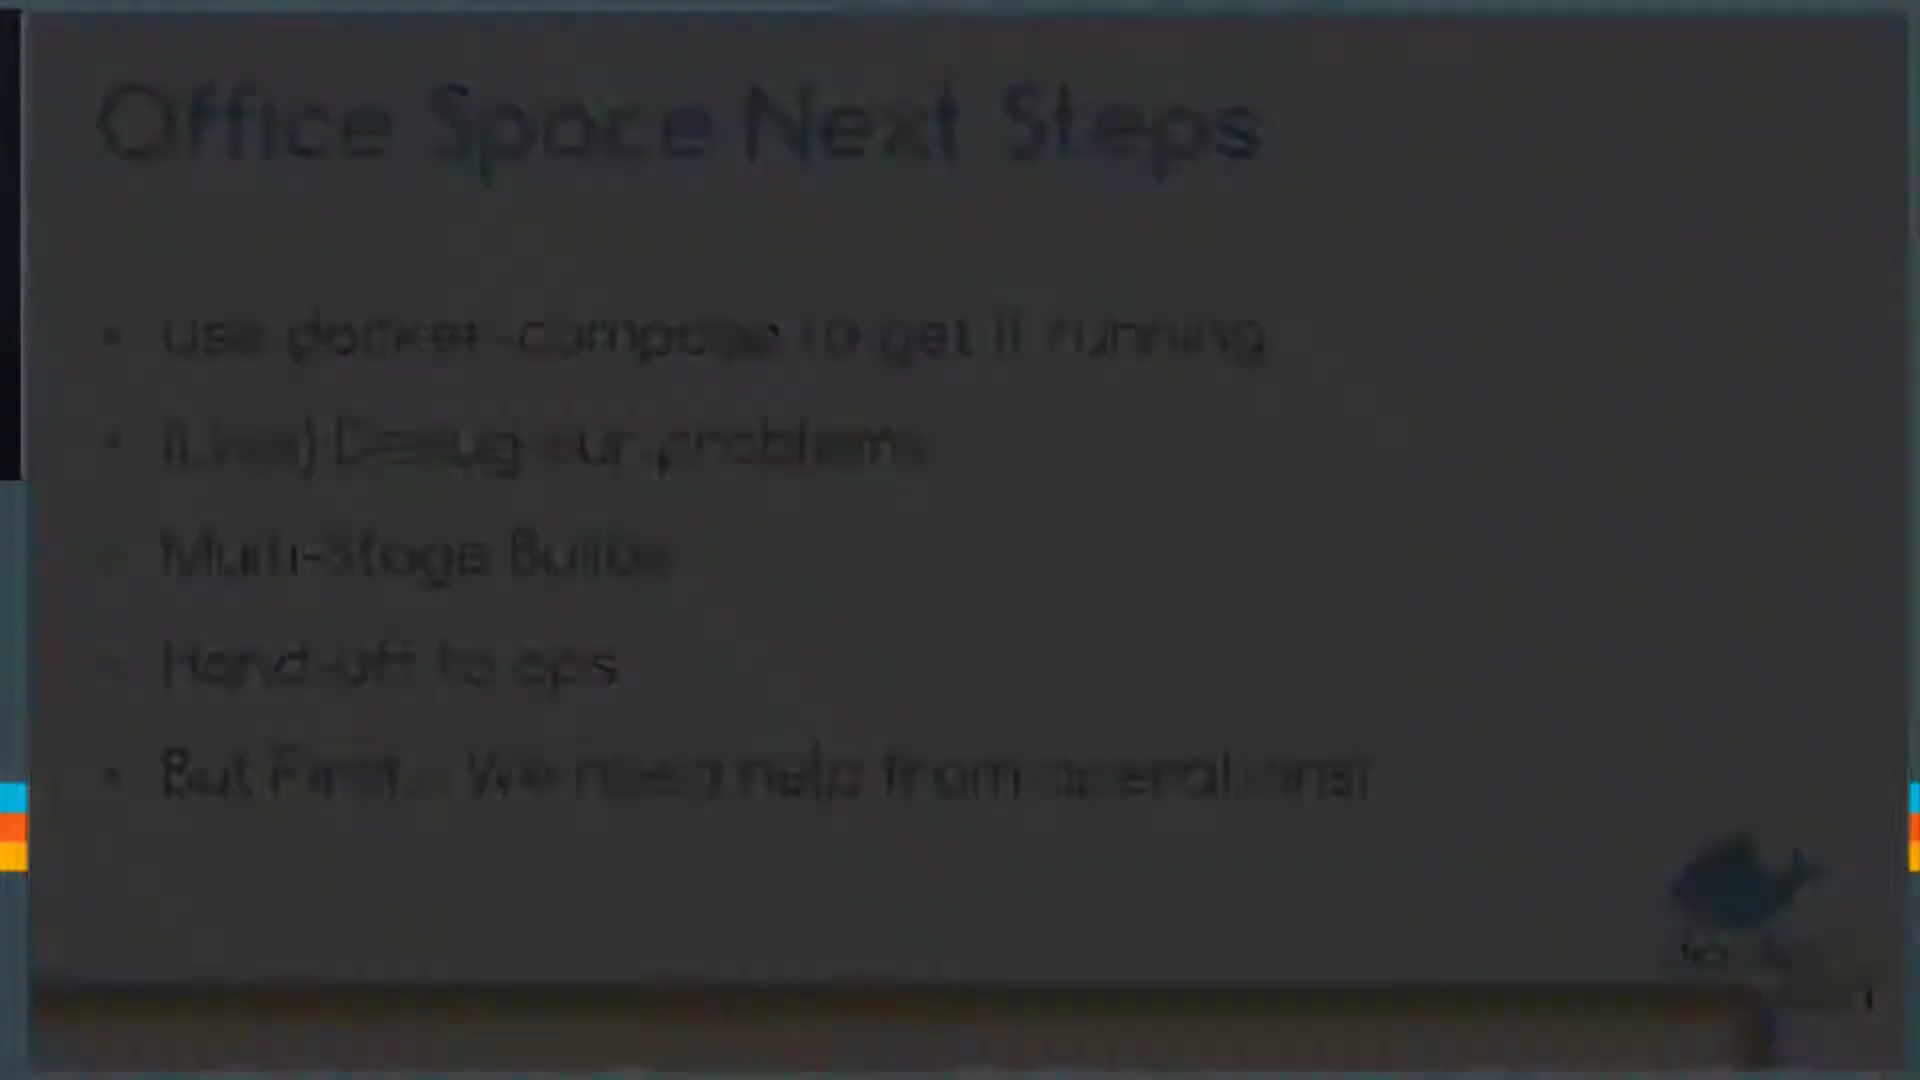 Office Space Next Steps
• Use docker-compose to get it running
• (Live) Debug our problems
• Multi-Stage Builds
• Hand-off to ops
• But First.. We need help from operations!